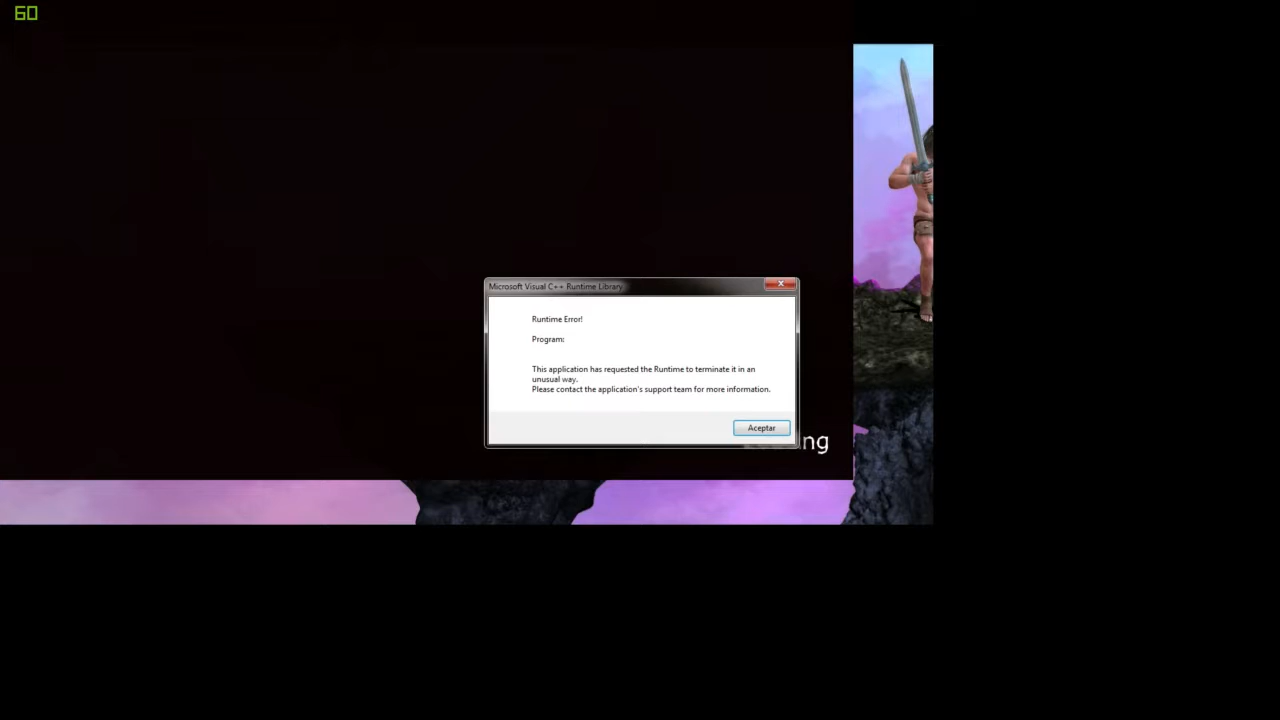 60
Microsoft Visual C++ Runtime Library
Runtime Error!
Program:
This application has requested the Runtime to terminate it in an
unusual way.
Please contact the application's support team for more information.
Aceptar
ng